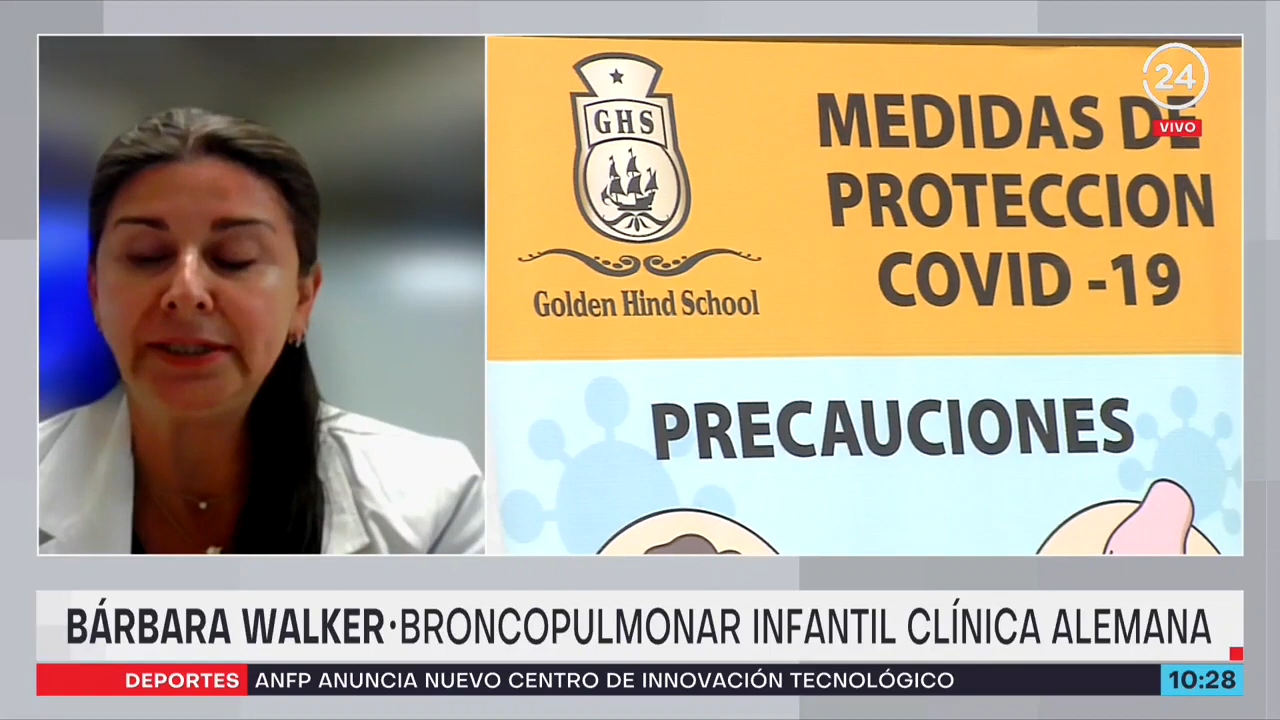 24
VIVO
GHS
Golden Hind School
MEDIDAS DE
PROTECCION
COVID -19
PRECAUCIONES
BÁRBARA WALKER·BRONCOPULMONAR INFANTIL CLÍNICA ALEMANA
DEPORTES ANFP ANUNCIA NUEVO CENTRO DE INNOVACIÓN TECNOLÓGICO 10:28